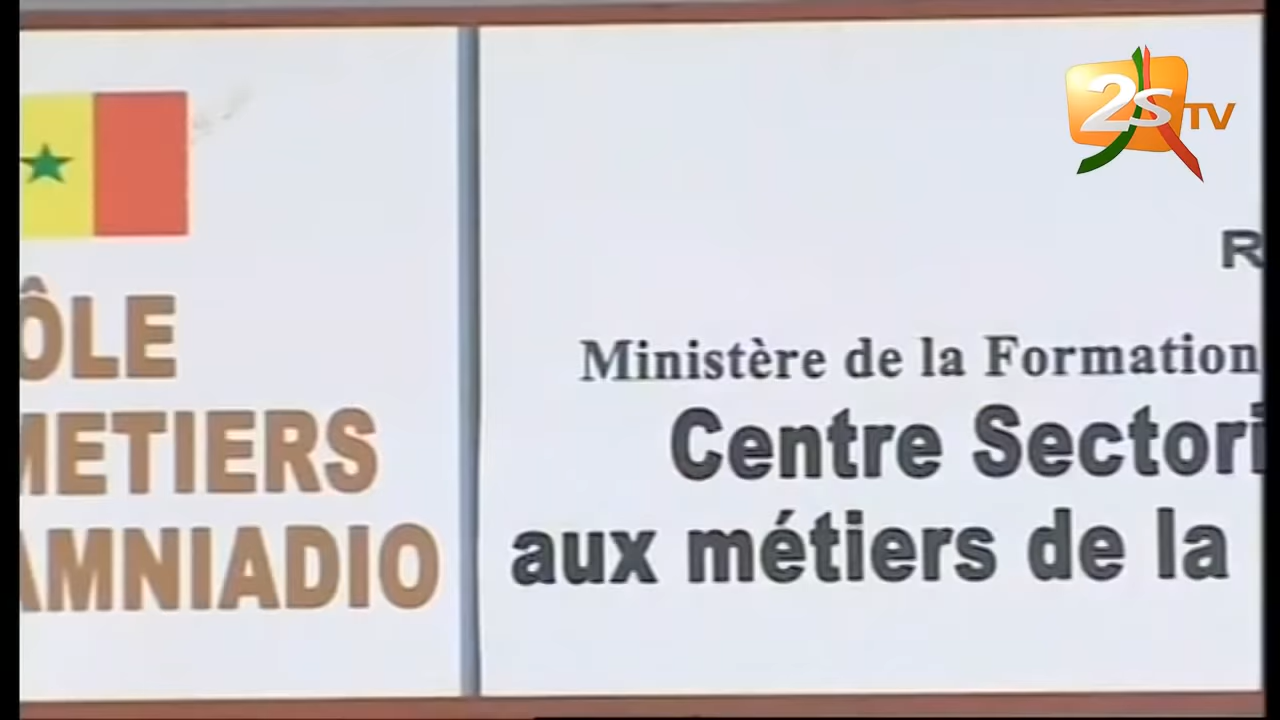 ÔLE
METIERS
AMNIADIO
2sTV
R
Ministère de la Formation
Centre Sectori
aux métiers de la